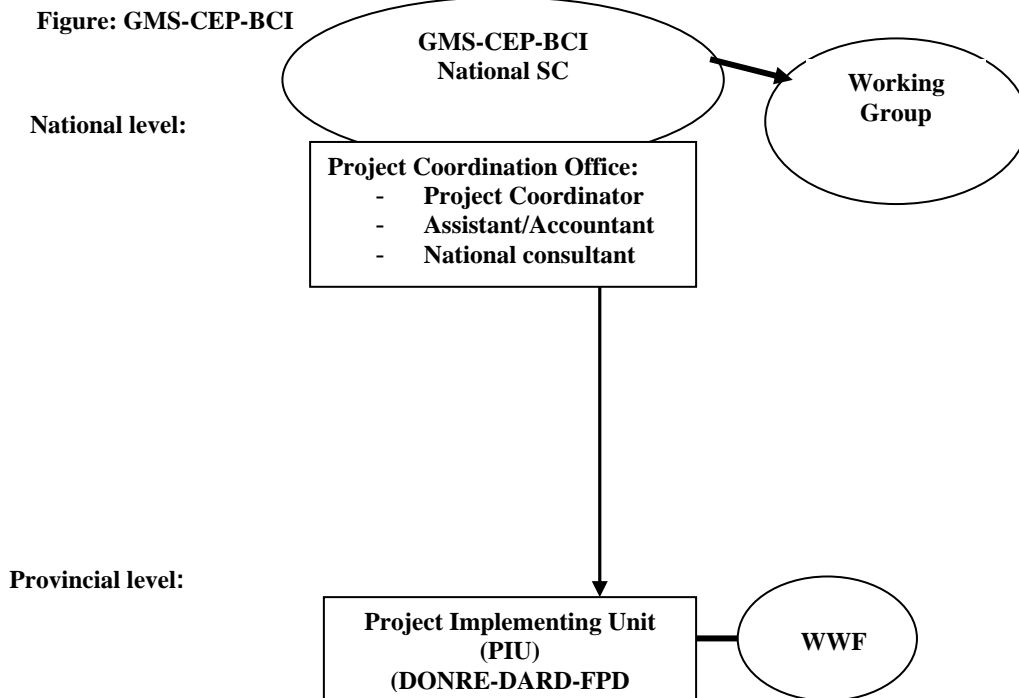 Figure: GMS-CEP-BCI
GMS-CEP-BCI
National SC
Working
Group
National level:
Project Coordination Office:
- Project Coordinator
- Assistant/Accountant
- National consultant
Provincial level:
Project Implementing Unit
(PIU)
(DONRE-DARD-FPD
WWF